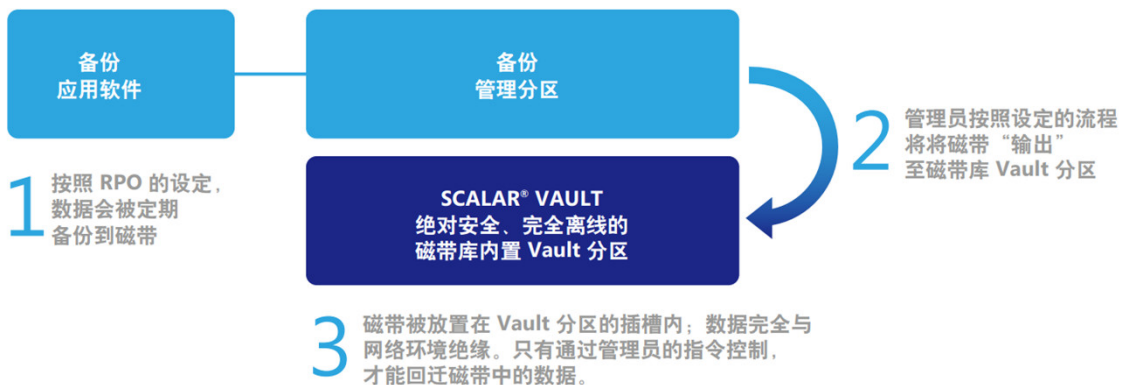 备份
应用软件
备份
管理分区
1
按照 RPO 的设定，
数据会被定期
备份到磁带
2
管理员按照设定的流程
将将磁带“输出”
至磁带库 Vault 分区
SCALAR® VAULT
绝对安全、完全离线的
磁带库内置 Vault 分区
3
磁带被放置在 Vault 分区的插槽内；数据完全与
网络环境绝缘。只有通过管理员的指令控制，
才能回迁磁带中的数据。